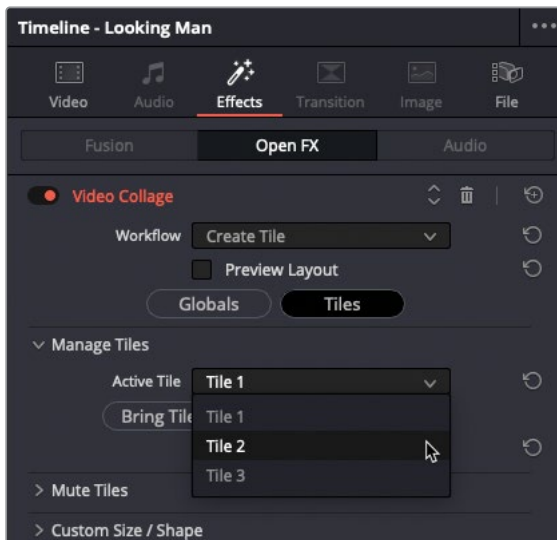 Timeline - Looking Man
Video Audio Effects Transition Image File
Fusion Open FX Audio
Video Collage
Workflow Create Tile
Preview Layout
Globals Tiles
Manage Tiles
Active Tile Tile 1
Bring Tile Tile 1
Tile 2
Tile 3
Mute Tiles
Custom Size / Shape